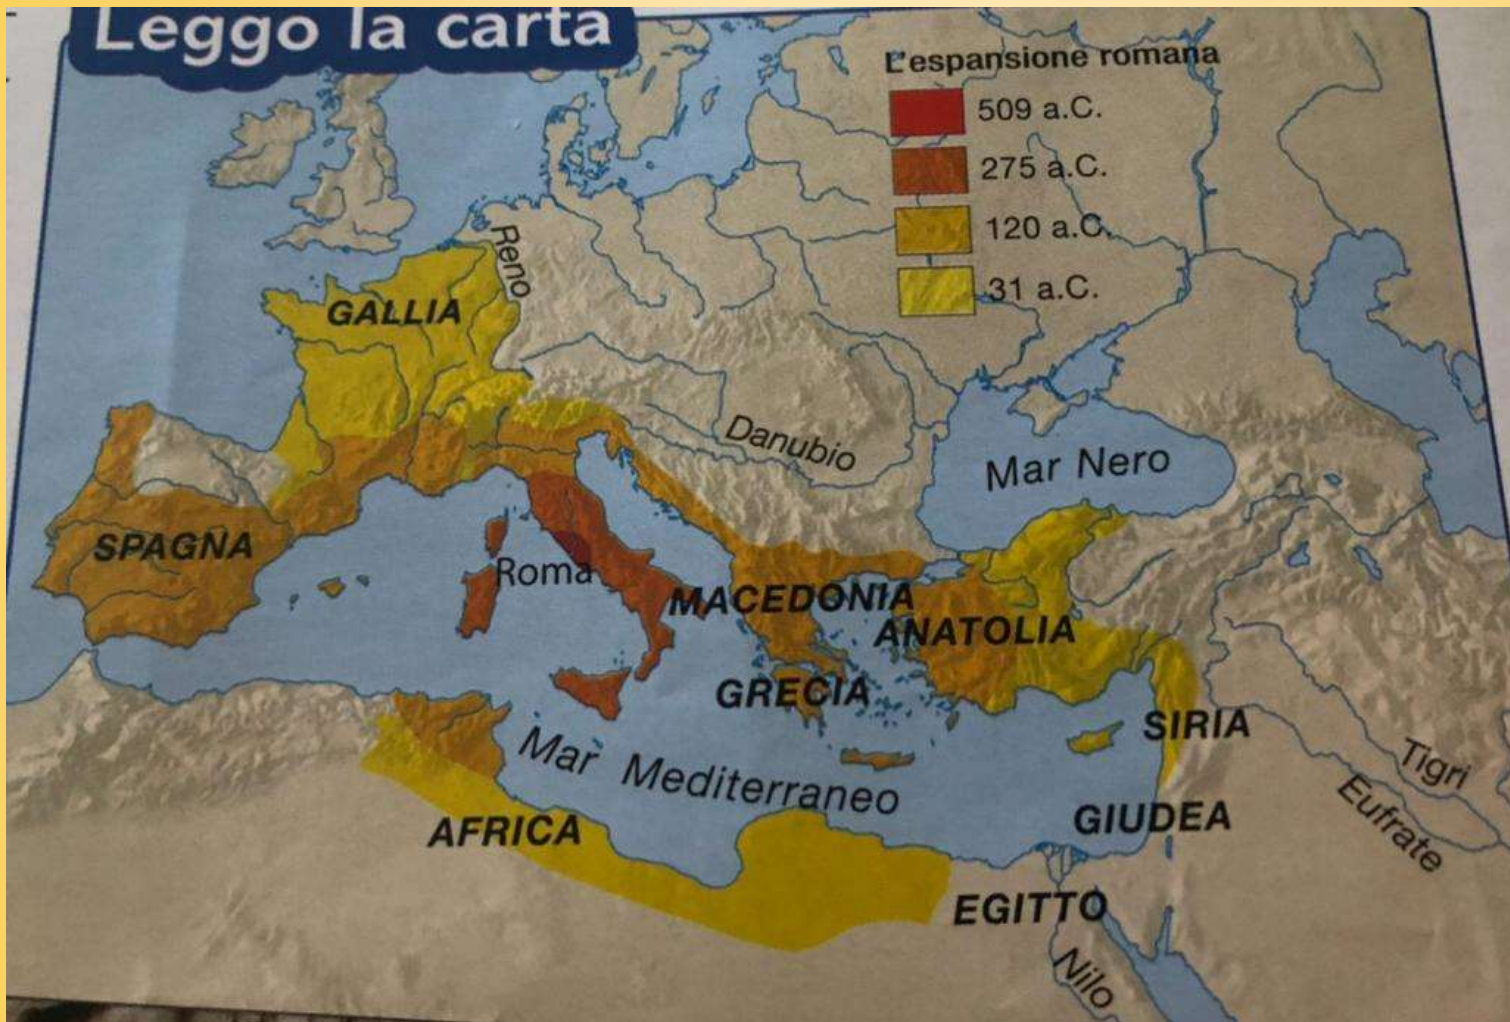 Leggo la carta
L'espansione romana
509 a.C.
275 a.C.
120 a.C.
31 a.C.
Reno
GALLIA
Danubio
Mar Nero
SPAGNA
Roma
MACEDONIA
ANATOLIA
GRECIA
SIRIA
Mar Mediterraneo
Tigri
Eufrate
GIUDEA
AFRICA
EGITTO
Nilo